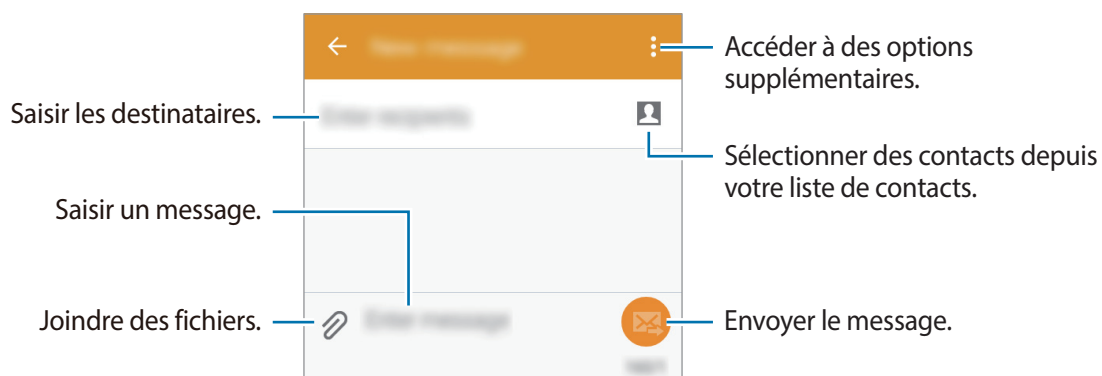 Accéder à des options
supplémentaires.
Saisir les destinataires.
Sélectionner des contacts depuis
votre liste de contacts.
Saisir un message.
Joindre des fichiers.
Envoyer le message.